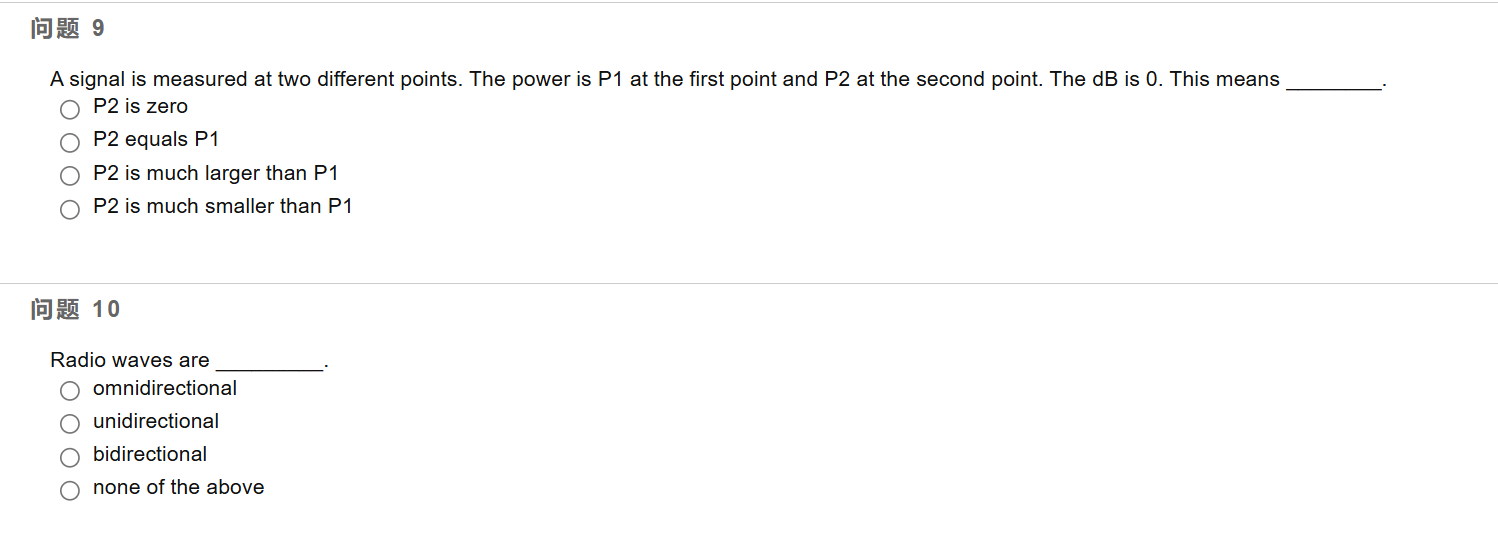 问题 9
A signal is measured at two different points. The power is P1 at the first point and P2 at the second point. The dB is 0. This means _________.
P2 is zero
P2 equals P1
P2 is much larger than P1
P2 is much smaller than P1
问题 10
Radio waves are __________.
omnidirectional
unidirectional
bidirectional
none of the above